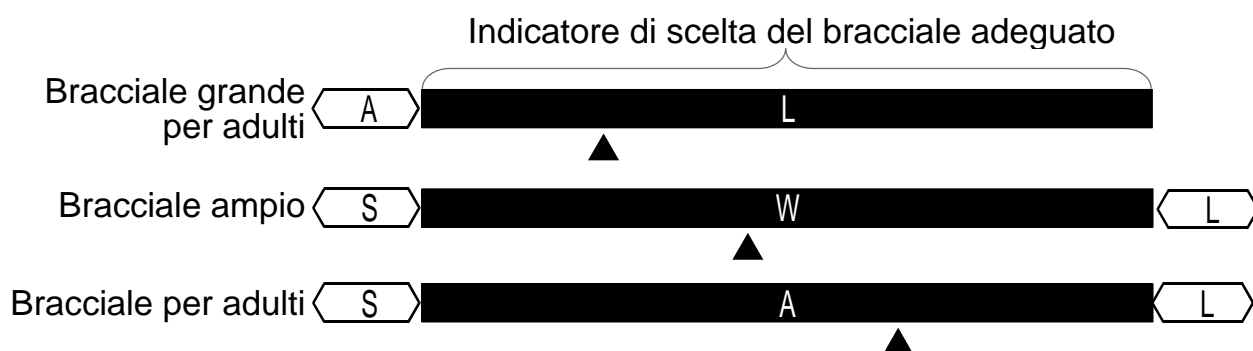 Indicatore di scelta del bracciale adeguato
Bracciale grande
per adulti
A L
Bracciale ampio S W L
Bracciale per adulti S A L